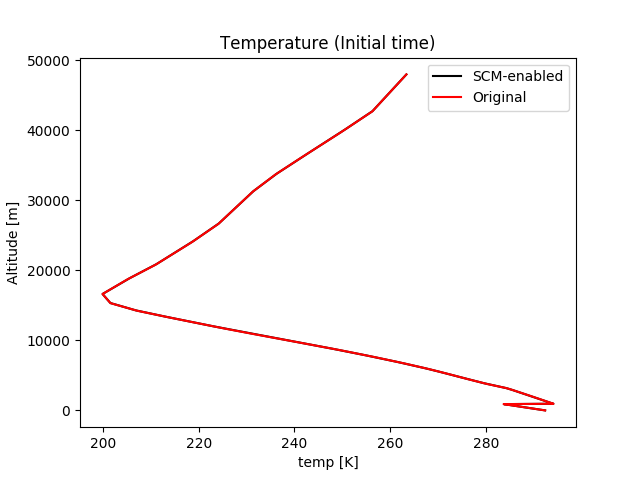 Temperature (Initial time)
SCM-enabled
Original
50000
40000
30000
20000
10000
0
Altitude [m]
200 220 240 260 280
temp [K]